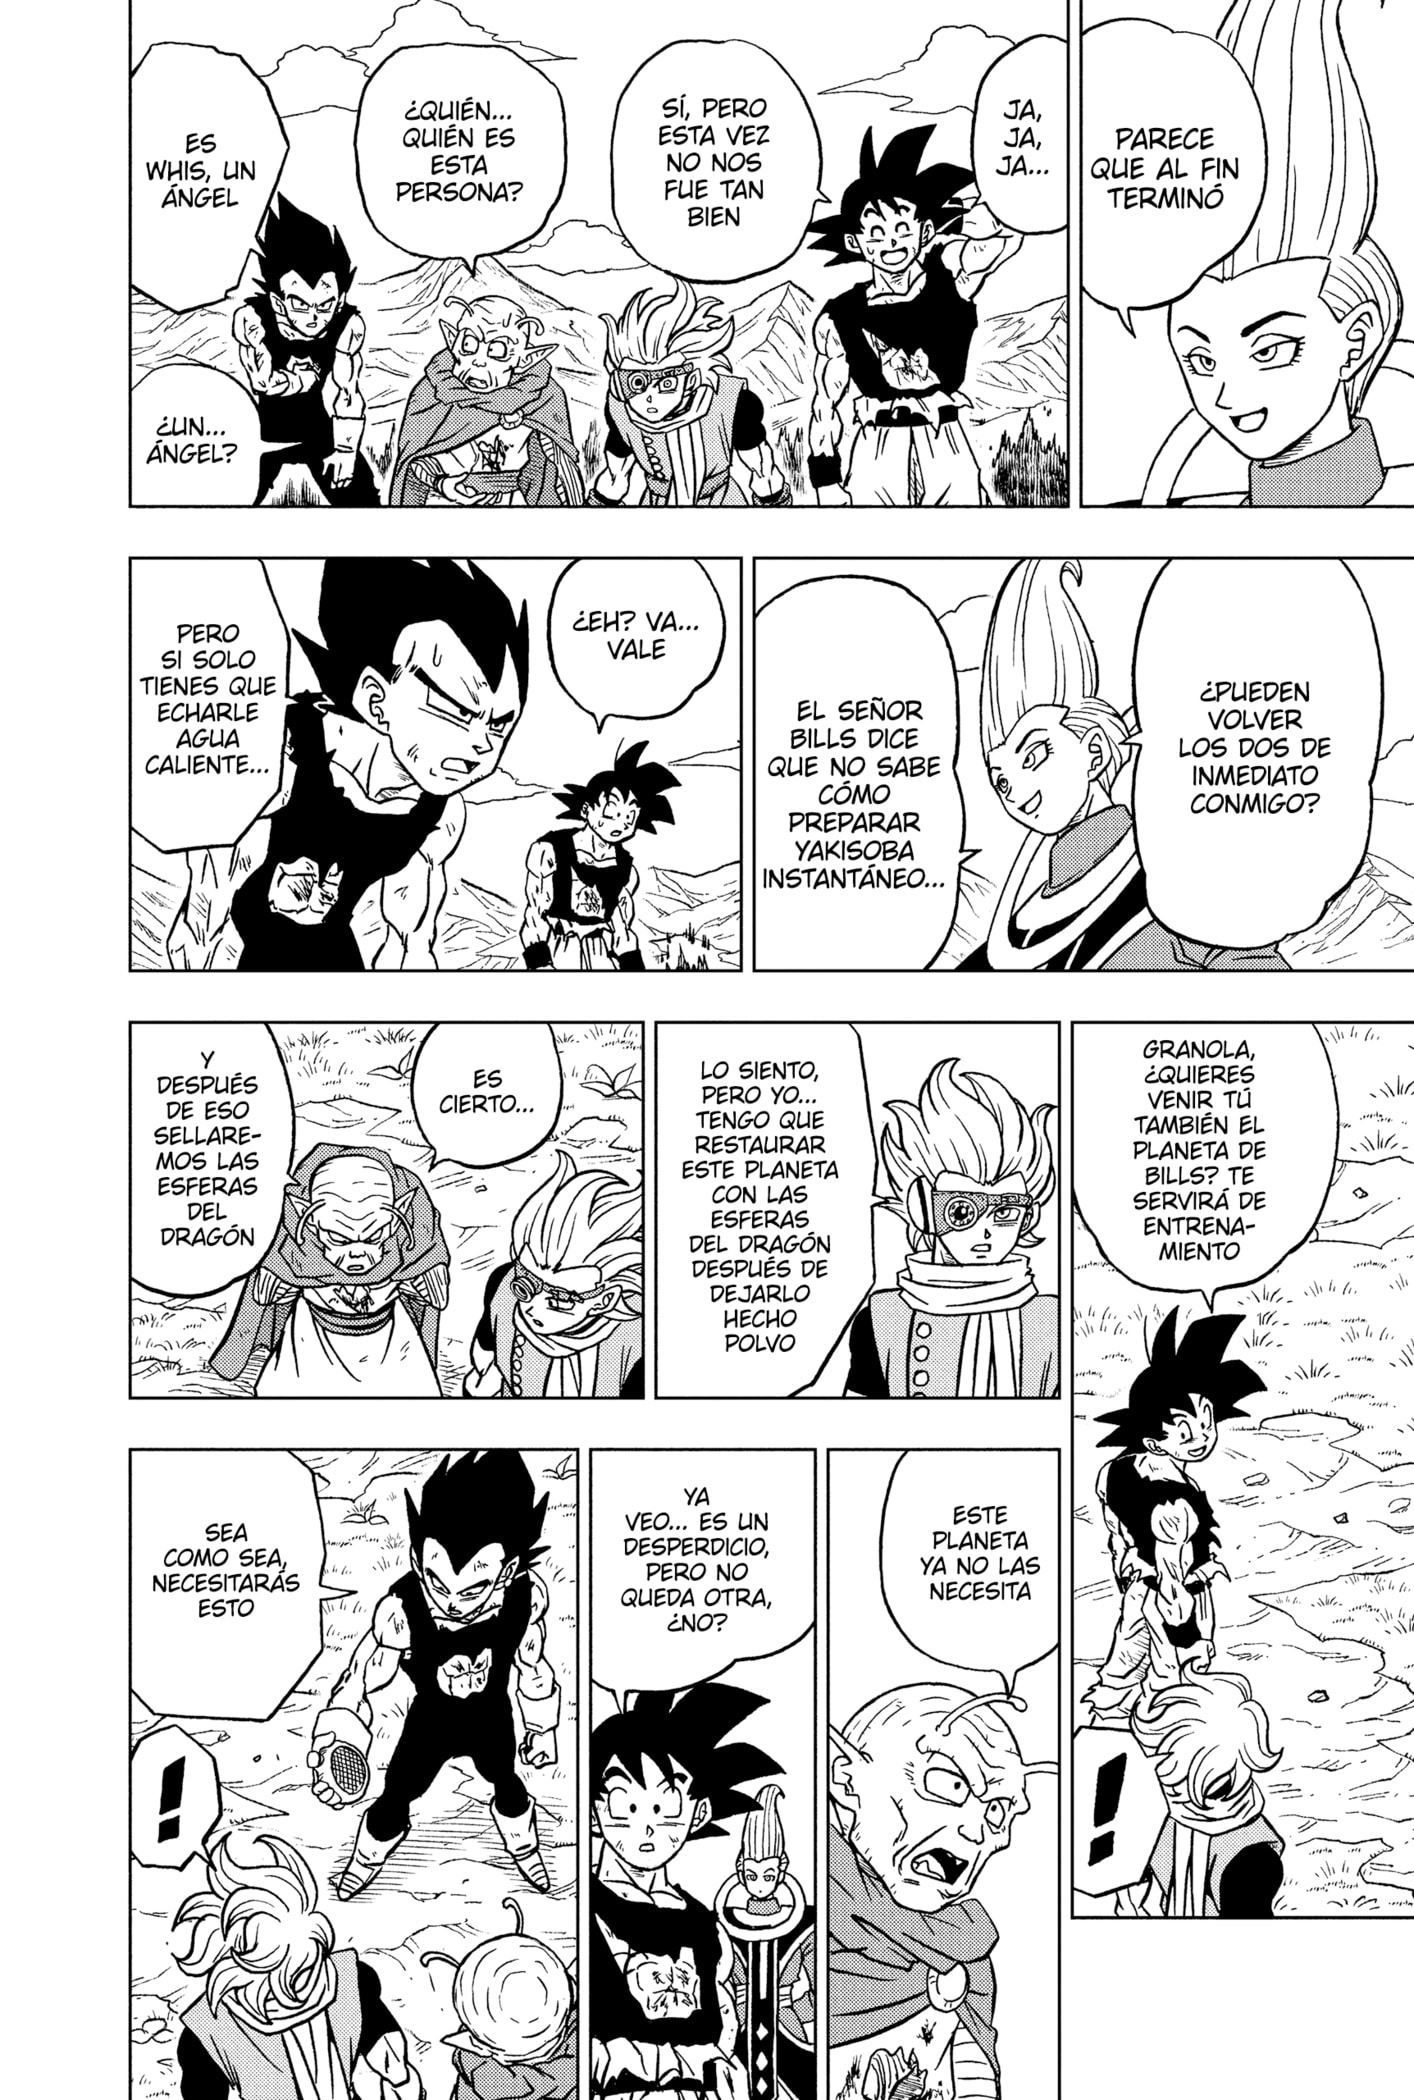 PARECE
QUE AL FIN
TERMINÓ
JA,
JA,
JA...
SÍ, PERO
ESTA VEZ
NO NOS
FUE TAN
BIEN
¿QUIÉN...
QUIÉN ES
ESTA
PERSONA?
ES
WHIS, UN
ÁNGEL
¿UN...
ÁNGEL?
¿PUEDEN
VOLVER
LOS DOS DE
INMEDIATO
CONMIGO?
EL SEÑOR
BILLS DICE
QUE NO SABE
CÓMO
PREPARAR
YAKISOBA
INSTANTÁNEO...
¿EH? VA...
VALE
PERO
SI SOLO
TIENES QUE
ECHARLE
AGUA
CALIENTE...
GRANOLA,
¿QUIERES
VENIR TÚ
TAMBIÉN EL
PLANETA DE
BILLS? TE
SERVIRÁ DE
ENTRENA-
MIENTO
!
LO SIENTO,
PERO YO...
TENGO QUE
RESTAURAR
ESTE PLANETA
CON LAS
ESFERAS
DEL DRAGÓN
DESPUÉS DE
DEJARLO
HECHO
POLVO
ES
CIERTO...
Y
DESPUÉS
DE ESO
SELLARE-
MOS LAS
ESFERAS
DEL
DRAGÓN
ESTE
PLANETA
YA NO LAS
NECESITA
YA
VEO... ES UN
DESPERDICIO,
PERO NO
QUEDA OTRA,
¿NO?
SEA
COMO SEA,
NECESITARÁS
ESTO
!